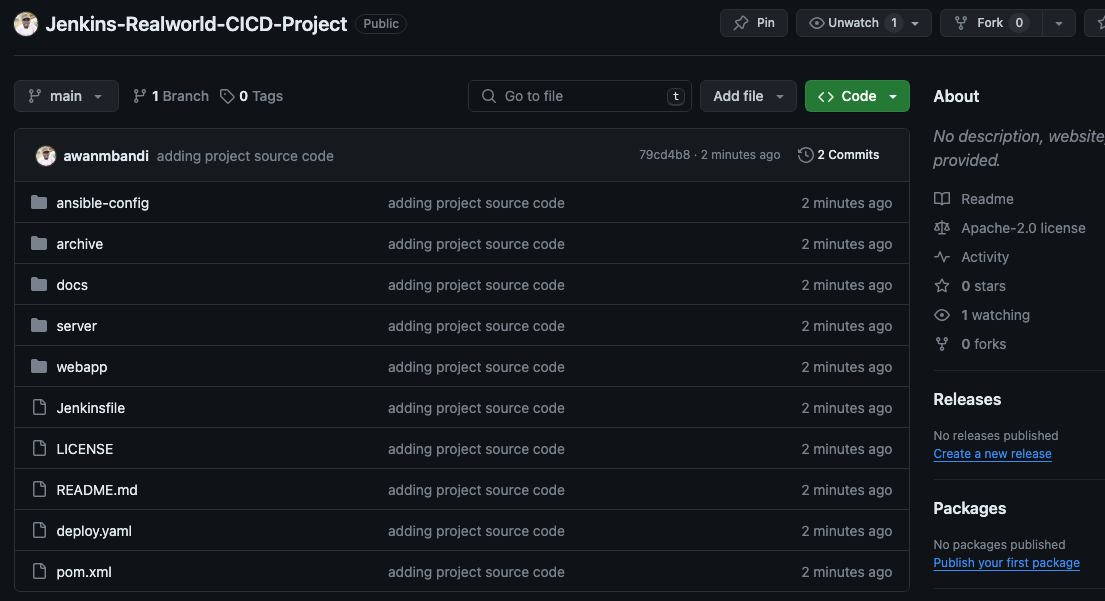 Jenkins-Realworld-CICD-Project Public Pin Unwatch 1 Fork 0
main 1 Branch 0 Tags Go to file t Add file Code
awanmbandi adding project source code 79cd4b8 · 2 minutes ago 2 Commits
ansible-config adding project source code 2 minutes ago
archive adding project source code 2 minutes ago
docs adding project source code 2 minutes ago
server adding project source code 2 minutes ago
webapp adding project source code 2 minutes ago
Jenkinsfile adding project source code 2 minutes ago
LICENSE adding project source code 2 minutes ago
README.md adding project source code 2 minutes ago
deploy.yaml adding project source code 2 minutes ago
pom.xml adding project source code 2 minutes ago
About
No description, website,
provided.
Readme
Apache-2.0 license
Activity
0 stars
1 watching
0 forks
Releases
No releases published
Create a new release
Packages
No packages published
Publish your first package